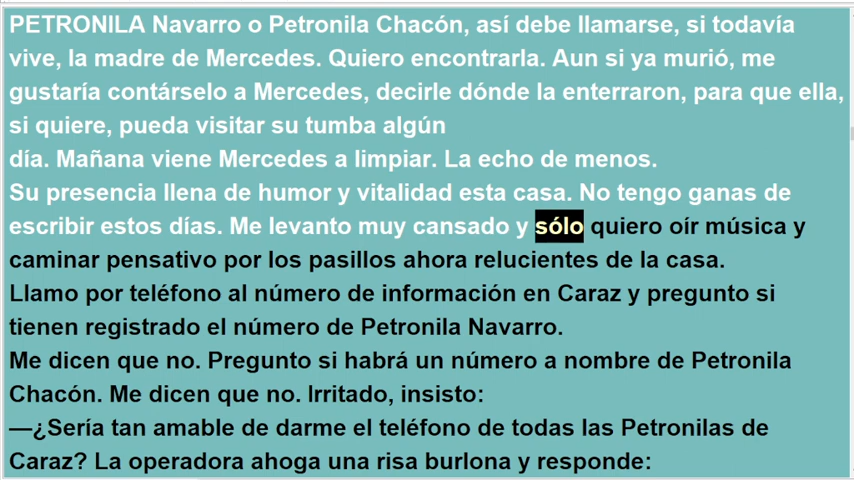 PETRONILA Navarro o Petronila Chacón, así debe llamarse, si todavía
vive, la madre de Mercedes. Quiero encontrarla. Aun si ya murió, me
gustaría contárselo a Mercedes, decirle dónde la enterraron, para que ella,
si quiere, pueda visitar su tumba algún
día. Mañana viene Mercedes a limpiar. La echo de menos.
Su presencia llena de humor y vitalidad esta casa. No tengo ganas de
escribir estos días. Me levanto muy cansado y sólo quiero oír música y
caminar pensativo por los pasillos ahora relucientes de la casa.
Llamo por teléfono al número de información en Caraz y pregunto si
tienen registrado el número de Petronila Navarro.
Me dicen que no. Pregunto si habrá un número a nombre de Petronila
Chacón. Me dicen que no. Irritado, insisto:
—¿Sería tan amable de darme el teléfono de todas las Petronilas de
Caraz? La operadora ahoga una risa burlona y responde: